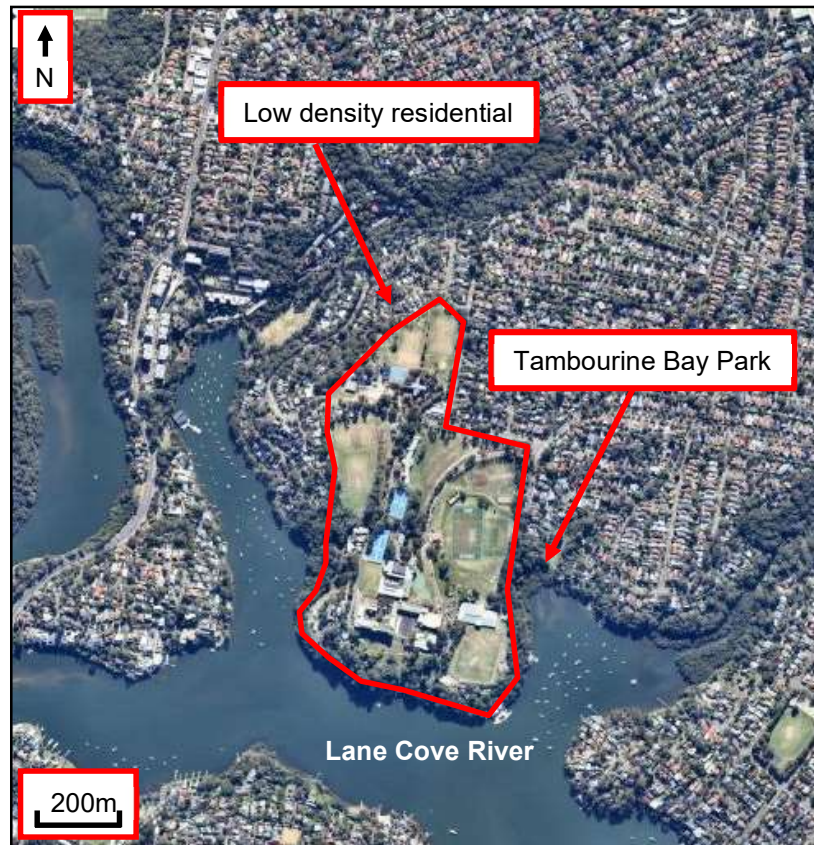 N
Low density residential
Tambourine Bay Park
Lane Cove River
200m